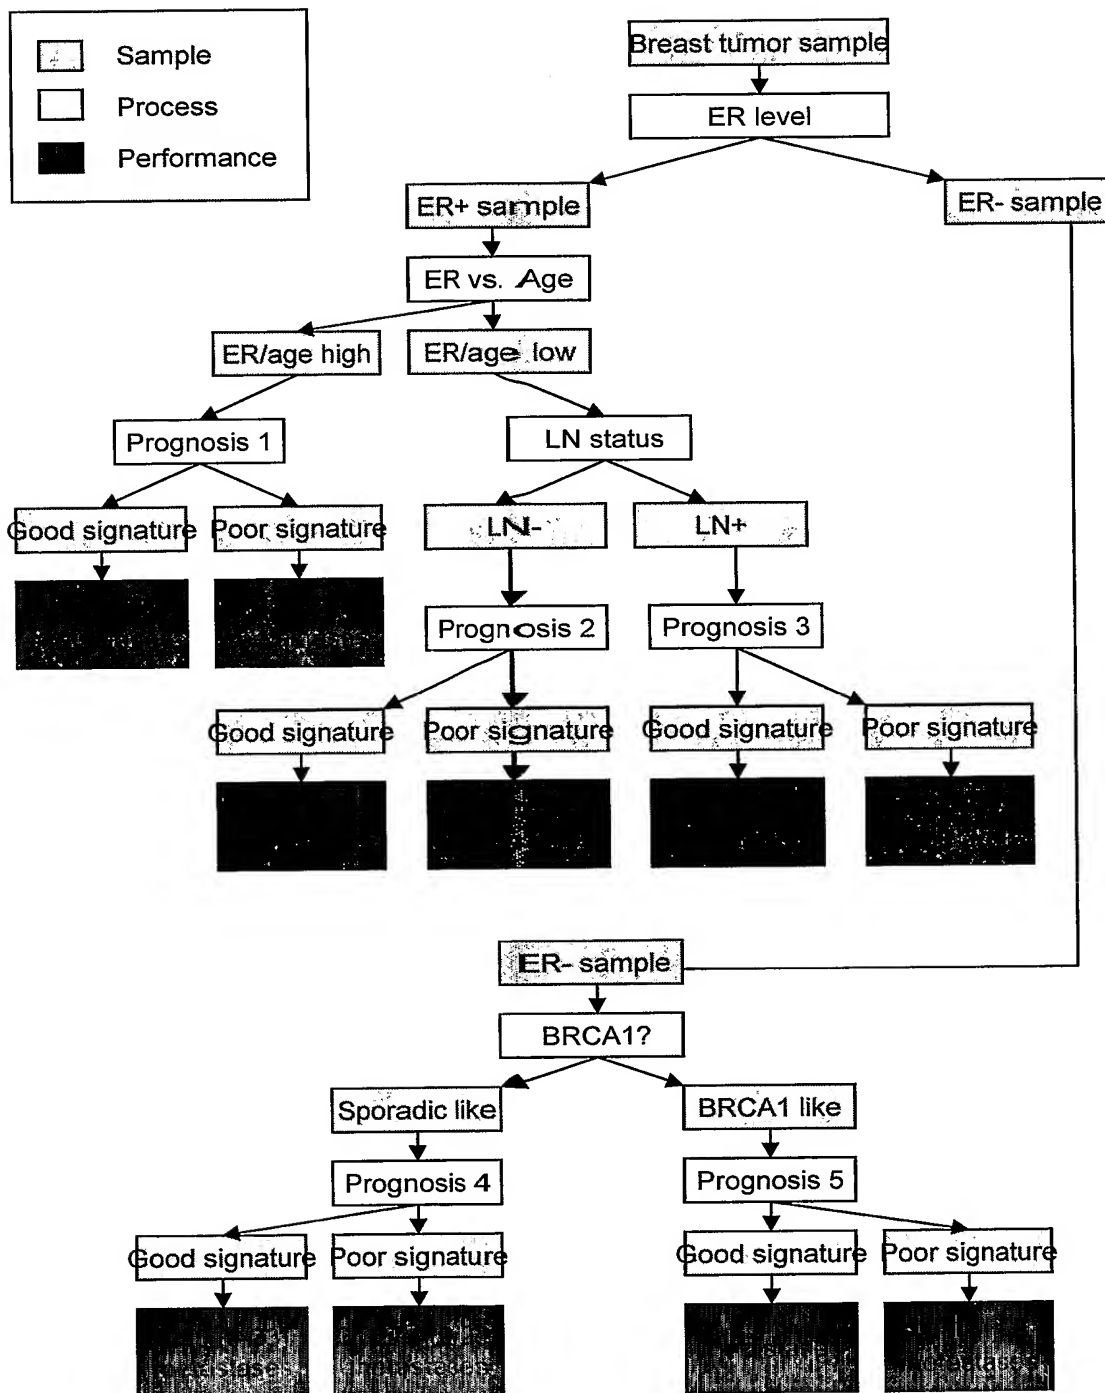 Sample
Process
Performance
Breast tumor sample
ER level
ER+ sample
ER- sample
ER vs. Age
ER/age high
ER/age low
Prognosis 1
LN status
Good signature
Poor signature
LN-
LN+
Prognosis 2
Prognosis 3
Good signature
Poor signature
Good signature
Poor signature
ER- sample
BRCA1?
Sporadic like
BRCA1 like
Prognosis 4
Prognosis 5
Good signature
Poor signature
Good signature
Poor signature